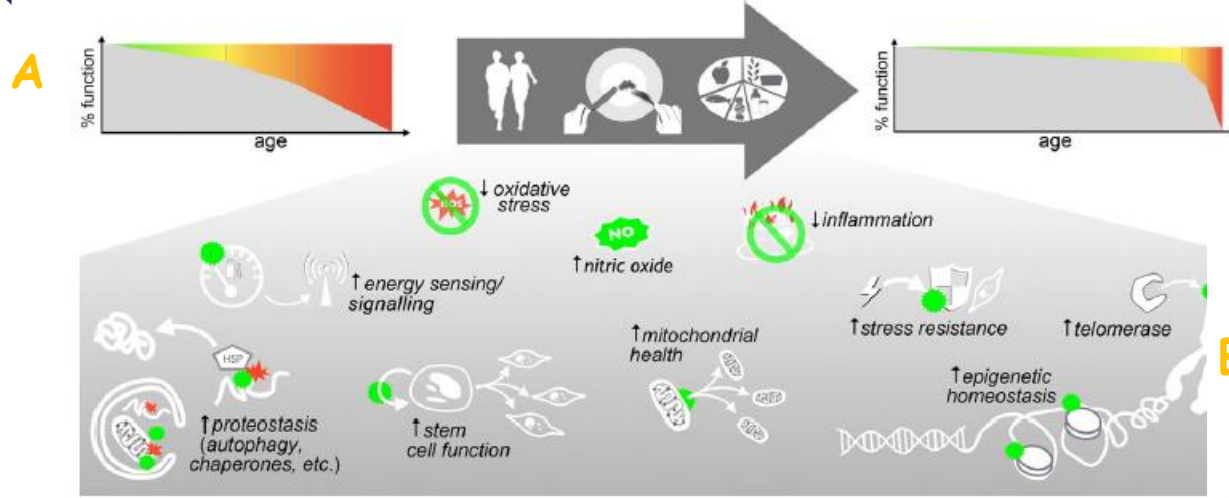 A
% function
age
% function
age
↓ oxidative
stress
NO
↑ nitric oxide
↓ inflammation
↑ energy sensing/
signalling
↑ stress resistance
↑ telomerase
↑ mitochondrial
health
HSP
↑ epigenetic
homeostasis
↑ proteostasis
(autophagy,
chaperones, etc.)
↑ stem
cell function